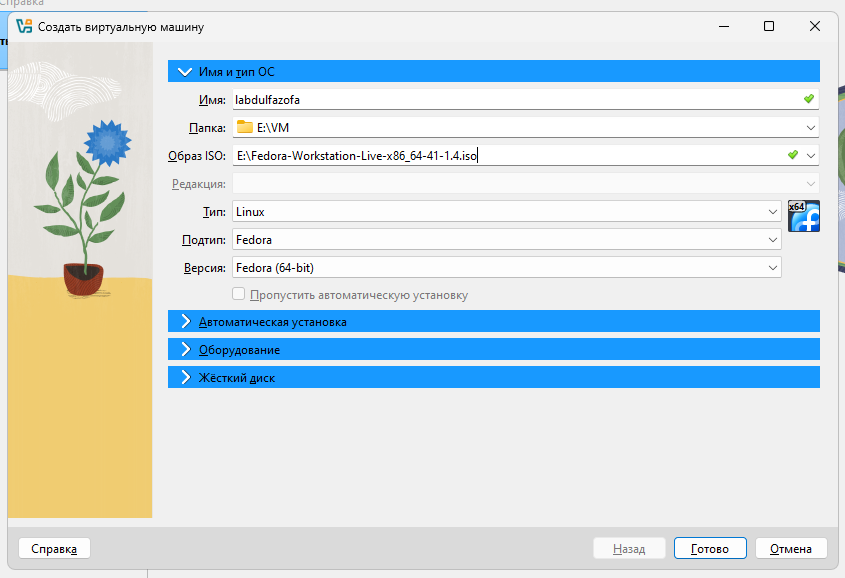 Справка
Создать виртуальную машину
Имя и тип ОС
Имя: labdulfazofa
Папка: E:\VM
Образ ISO: E:\Fedora-Workstation-Live-x86_64-41-1.4.iso
Редакция:
Тип: Linux
x64
Подтип: Fedora
Версия: Fedora (64-bit)
Пропустить автоматическую установку
Автоматическая установка
Оборудование
Жёсткий диск
Справка
Назад
Готово
Отмена